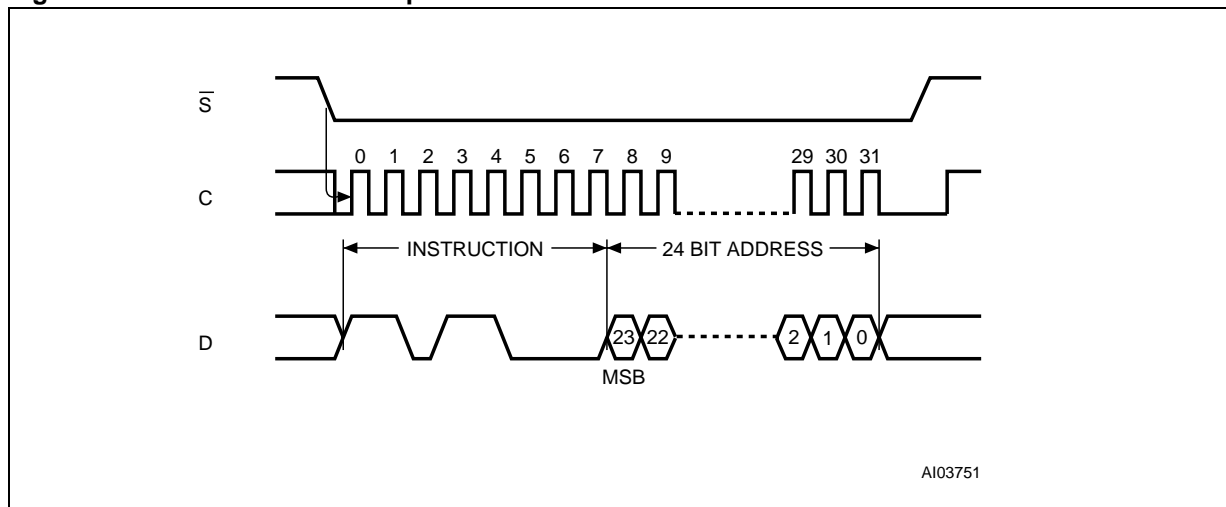 S
0 1 2 3 4 5 6 7 8 9 29 30 31
C
INSTRUCTION 24 BIT ADDRESS
D 23 22 2 1 0
MSB
AI03751